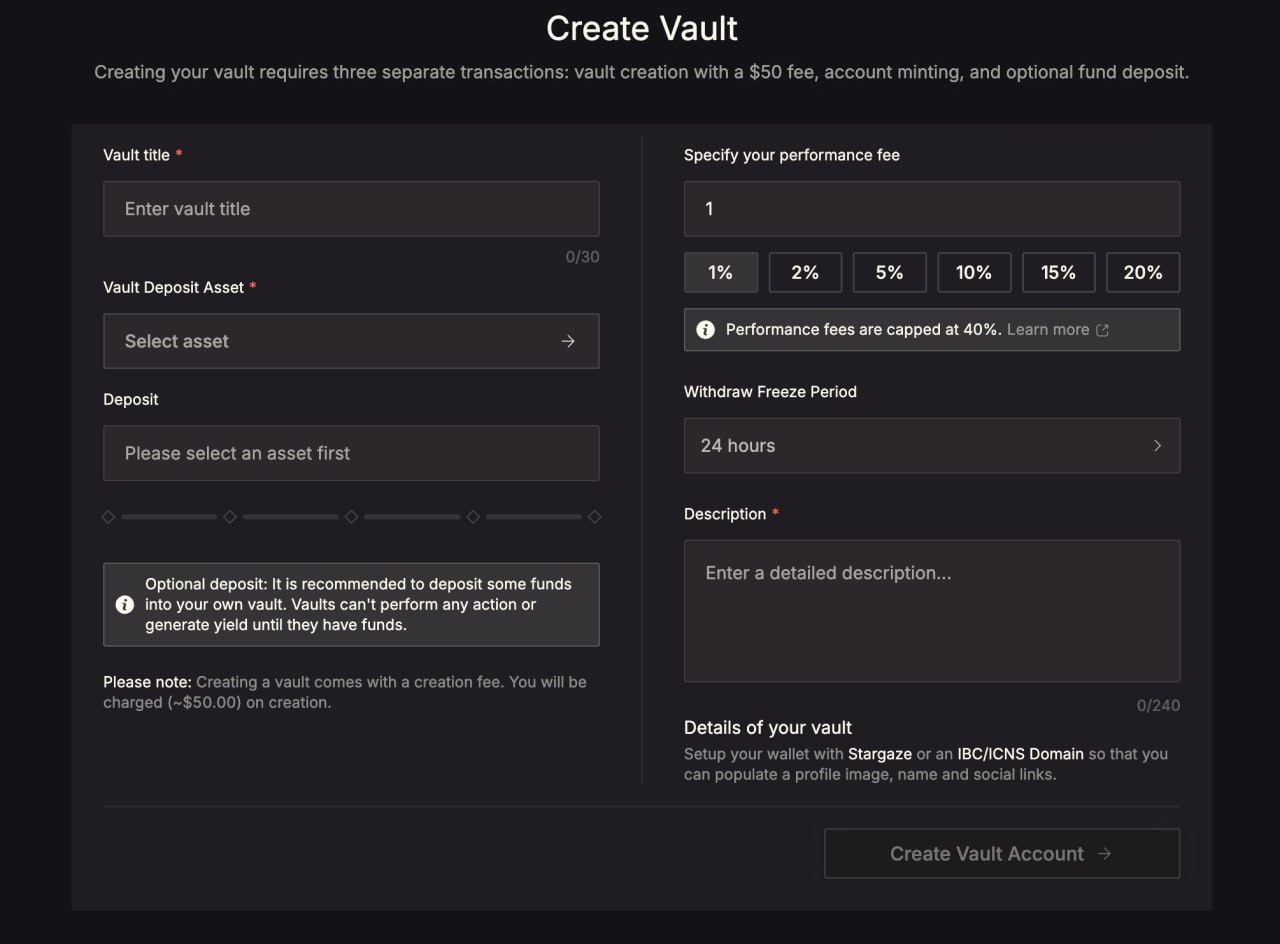 Create Vault
Creating your vault requires three separate transactions: vault creation with a $50 fee, account minting, and optional fund deposit.
Vault title *
Enter vault title
0/30
Vault Deposit Asset *
Select asset
Deposit
Please select an asset first
Optional deposit: It is recommended to deposit some funds
into your own vault. Vaults can't perform any action or
generate yield until they have funds.
Please note: Creating a vault comes with a creation fee. You will be
charged (~$50.00) on creation.
Specify your performance fee
1
1% 2% 5% 10% 15% 20%
Performance fees are capped at 40%. Learn more
Withdraw Freeze Period
24 hours
Description *
Enter a detailed description...
0/240
Details of your vault
Setup your wallet with Stargaze or an IBC/ICNS Domain so that you
can populate a profile image, name and social links.
Create Vault Account